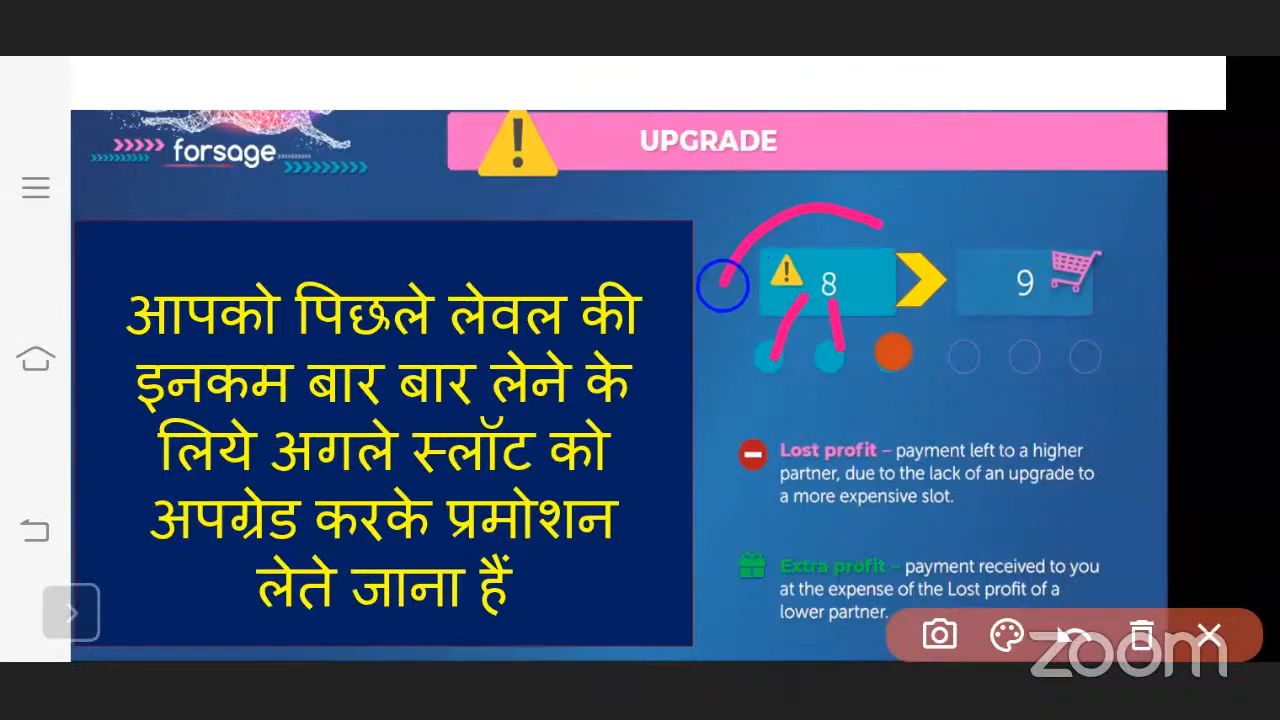 forsage
UPGRADE
8
9
आपको पिछले लेवल की
इनकम बार बार लेने के
लिये अगले स्लॉट को
अपग्रेड करके प्रमोशन
लेते जाना हैं
Lost profit – payment left to a higher
partner, due to the lack of an upgrade to
a more expensive slot.
Extra profit – payment received to you
at the expense of the Lost profit of a
lower partner.
zoom